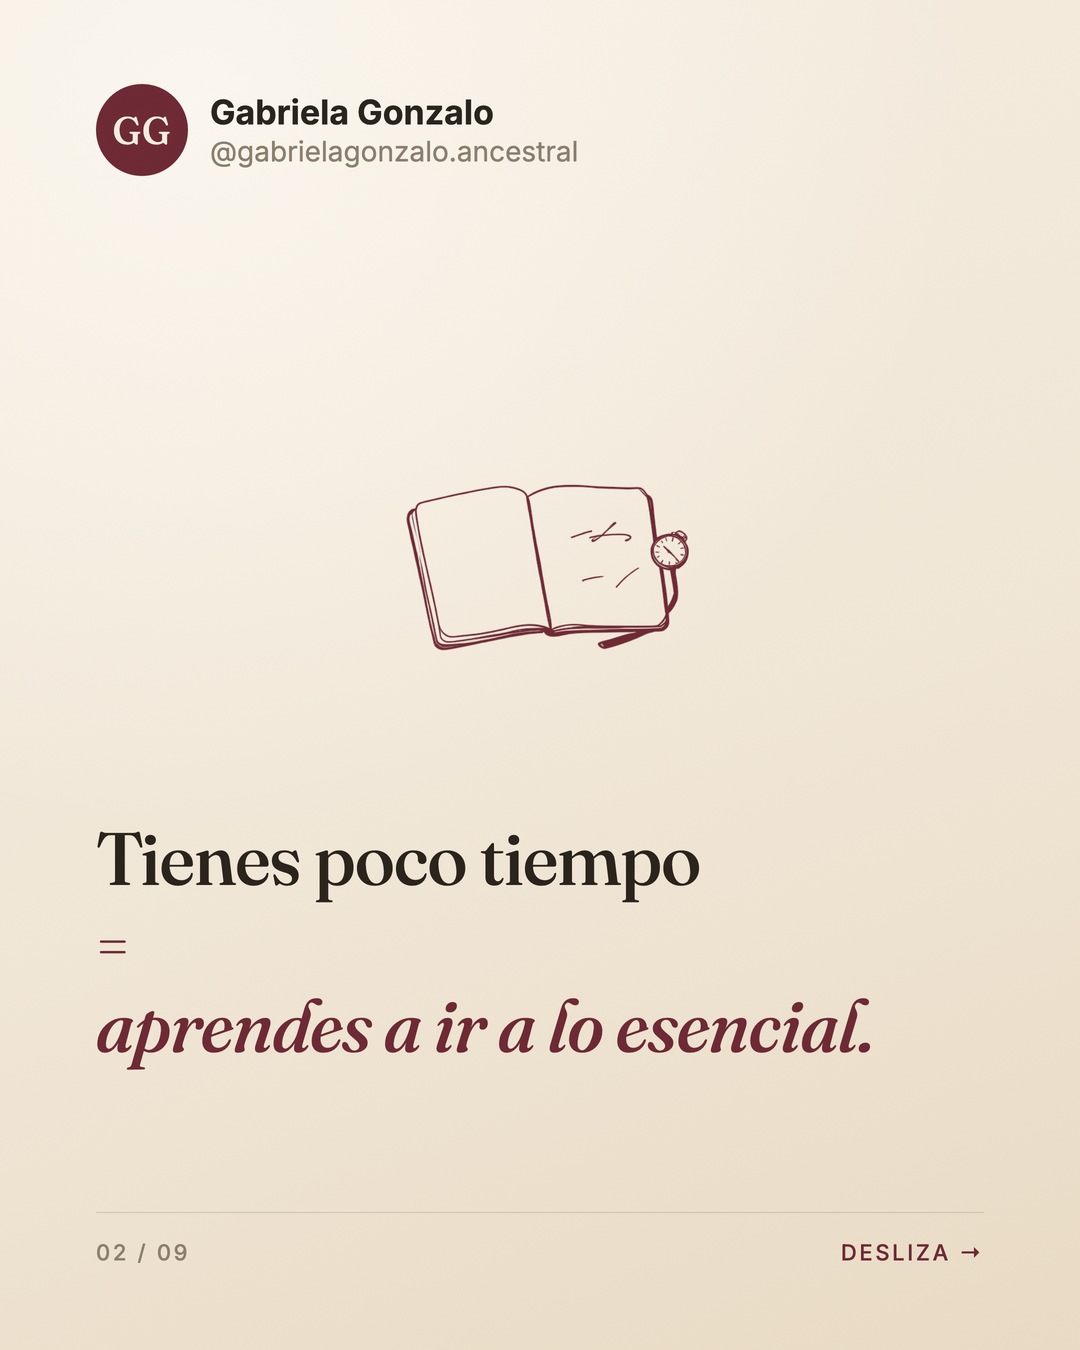 GG
Gabriela Gonzalo
@gabrielagonzalo.ancestral
Tienes poco tiempo
=
aprendes a ir a lo esencial.
02 / 09
DESLIZA →